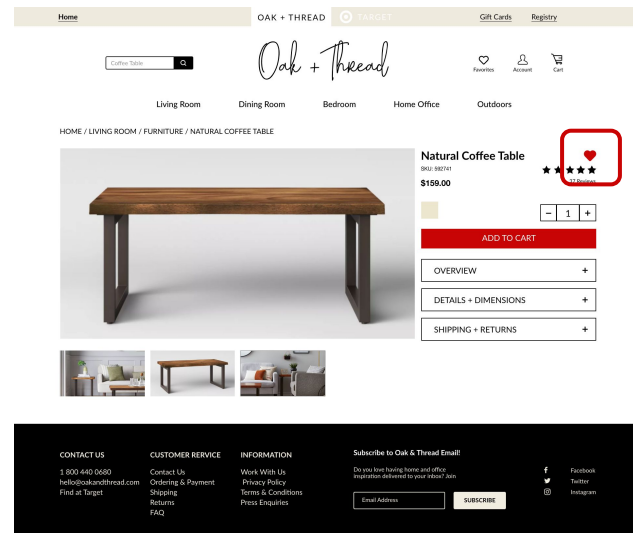 Home OAK + THREAD TARGET Gift Cards Registry
Coffee Table
Oak + Thread
Favorites Account Cart
Living Room Dining Room Bedroom Home Office Outdoors
HOME / LIVING ROOM / FURNITURE / NATURAL COFFEE TABLE
Natural Coffee Table
SKU: 592741
$159.00
17 Reviews
- 1 +
ADD TO CART
OVERVIEW +
DETAILS + DIMENSIONS +
SHIPPING + RETURNS +
CONTACT US
1 800 440 0680
hello@oakandthread.com
Find at Target
CUSTOMER RERVICE
Contact Us
Ordering & Payment
Shipping
Returns
FAQ
INFORMATION
Work With Us
Privacy Policy
Terms & Conditions
Press Enquiries
Subscribe to Oak & Thread Email!
Do you love having home and office
inspiration delivered to your inbox? Join
Email Address SUBSCRIBE
Facebook
Twitter
Instagram